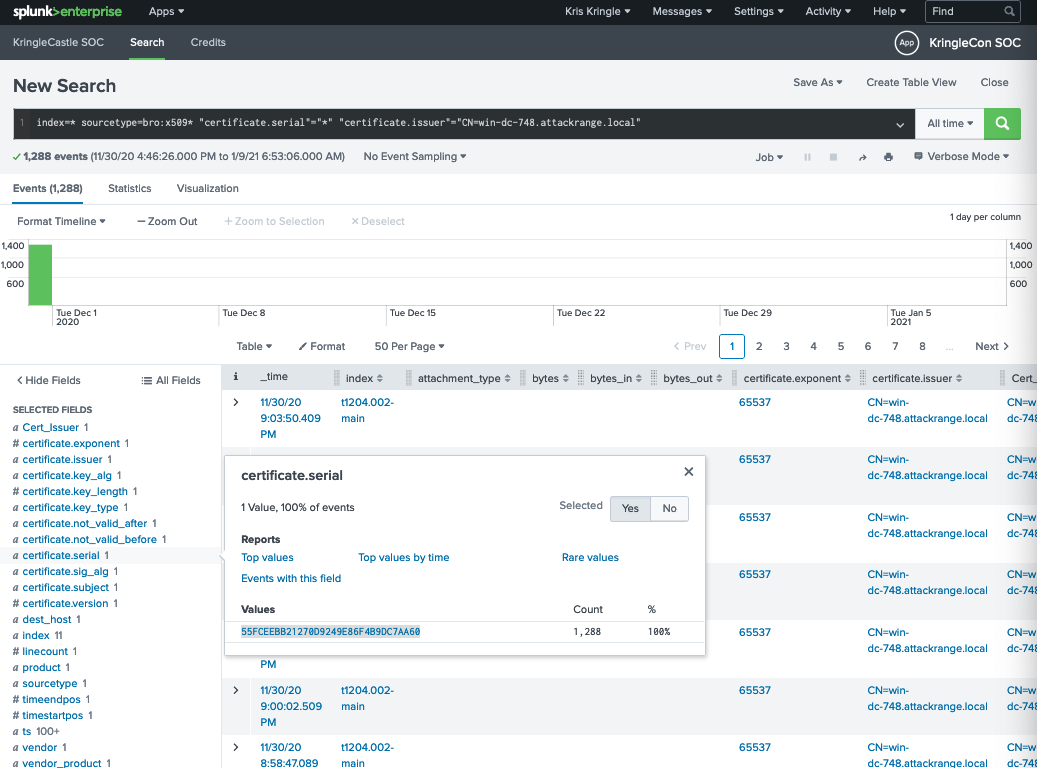 splunk>enterprise Apps Kris Kringle Messages Settings Activity Help Find
KringleCastle SOC Search Credits App KringleCon SOC
New Search Save As Create Table View Close
1 index=* sourcetype=bro:x509* "certificate.serial"="*" "certificate.issuer"="CN=win-dc-748.attackrange.local" All time
1,288 events (11/30/20 4:46:26.000 PM to 1/9/21 6:53:06.000 AM) No Event Sampling Job Verbose Mode
Events (1,288) Statistics Visualization
Format Timeline — Zoom Out + Zoom to Selection × Deselect 1 day per column
1,400 1,400
1,000 1,000
600 600
Tue Dec 1 Tue Dec 8 Tue Dec 15 Tue Dec 22 Tue Dec 29 Tue Jan 5
2020 2021
Table Format 50 Per Page < Prev 1 2 3 4 5 6 7 8 ... Next >
< Hide Fields All Fields
i _time index attachment_type bytes bytes_in bytes_out certificate.exponent certificate.issuer Cert_
SELECTED FIELDS
a Cert_Issuer 1
# certificate.exponent 1
a certificate.issuer 1
a certificate.key_alg 1
# certificate.key_length 1
a certificate.key_type 1
a certificate.not_valid_after 1
a certificate.not_valid_before 1
a certificate.serial 1
a certificate.sig_alg 1
a certificate.subject 1
# certificate.version 1
a dest_host 1
a index 11
# linecount 1
a product 1
a sourcetype 1
# timeendpos 1
# timestartpos 1
a ts 100+
a vendor 1
a vendor_product 1
> 11/30/20 t1204.002- 65537 CN=win- CN=w
9:03:50.409 main dc-748.attackrange.local dc-748
PM
65537 CN=win- CN=w
dc-748.attackrange.local dc-748
65537 CN=win- CN=w
dc-748.attackrange.local dc-748
65537 CN=win- CN=w
dc-748.attackrange.local dc-748
65537 CN=win- CN=w
dc-748.attackrange.local dc-748
PM
certificate.serial ×
1 Value, 100% of events Selected Yes No
Reports
Top values Top values by time Rare values
Events with this field
Values Count %
55FCEEBB21270D9249E86F4B9DC7AA60 1,288 100%
> 11/30/20 t1204.002- 65537 CN=win- CN=w
9:00:02.509 main dc-748.attackrange.local dc-748
PM
> 11/30/20 t1204.002- 65537 CN=win- CN=w
8:58:47.089 main dc-748.attackrange.local dc-748